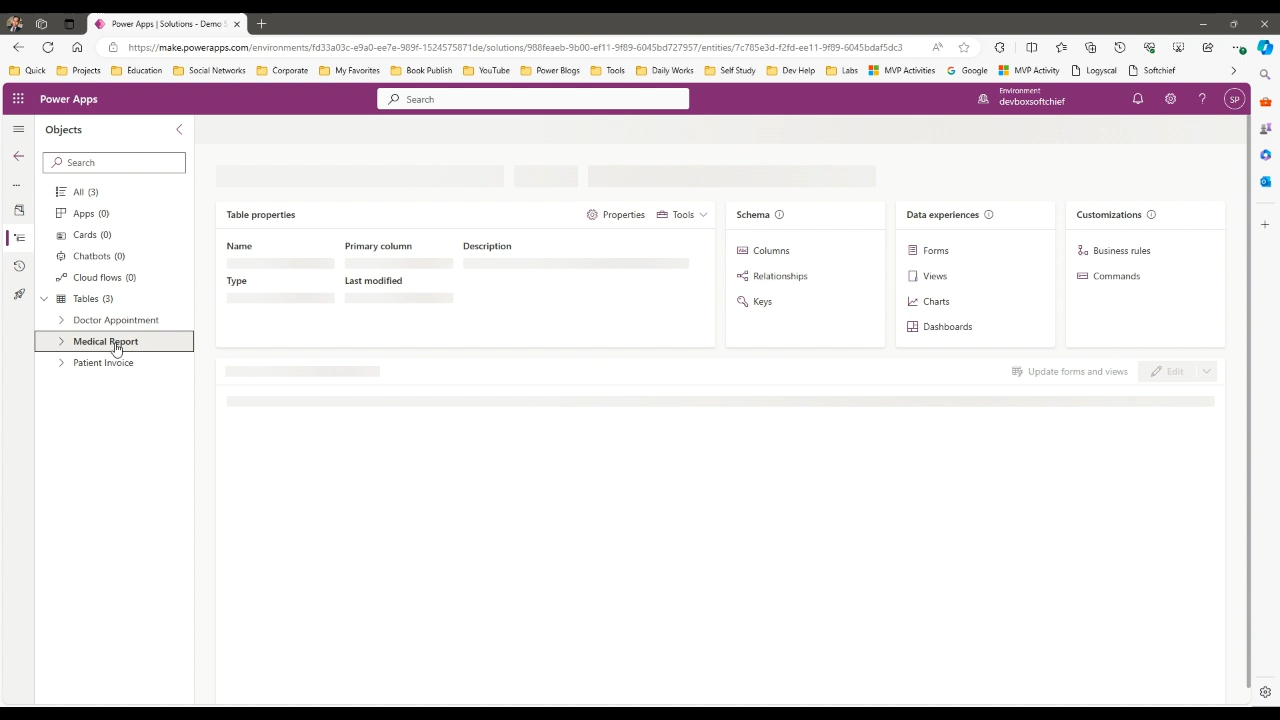 Power Apps | Solutions - Demo S
https://make.powerapps.com/environments/fd33a03c-e9a0-ee7e-989f-1524575871de/solutions/988feae9-9b00-ef11-9f89-6045bd727957/entities/7c785e3d-f2fd-ee11-9f89-6045bdaf5dc3
Quick Projects Education Social Networks Corporate My Favorites Book Publish YouTube Power Blogs Tools Daily Works Self Study Dev Help Labs MVP Activities Google MVP Activity Logyscal Softchief
Power Apps
Search
Environment
devboxsoftchief
SP
Objects
Search
All (3)
Apps (0)
Cards (0)
Chatbots (0)
Cloud flows (0)
Tables (3)
Doctor Appointment
Medical Report
Patient Invoice
Table properties
Properties
Tools
Name
Primary column
Description
Type
Last modified
Schema
Columns
Relationships
Keys
Data experiences
Forms
Views
Charts
Dashboards
Customizations
Business rules
Commands
Update forms and views
Edit